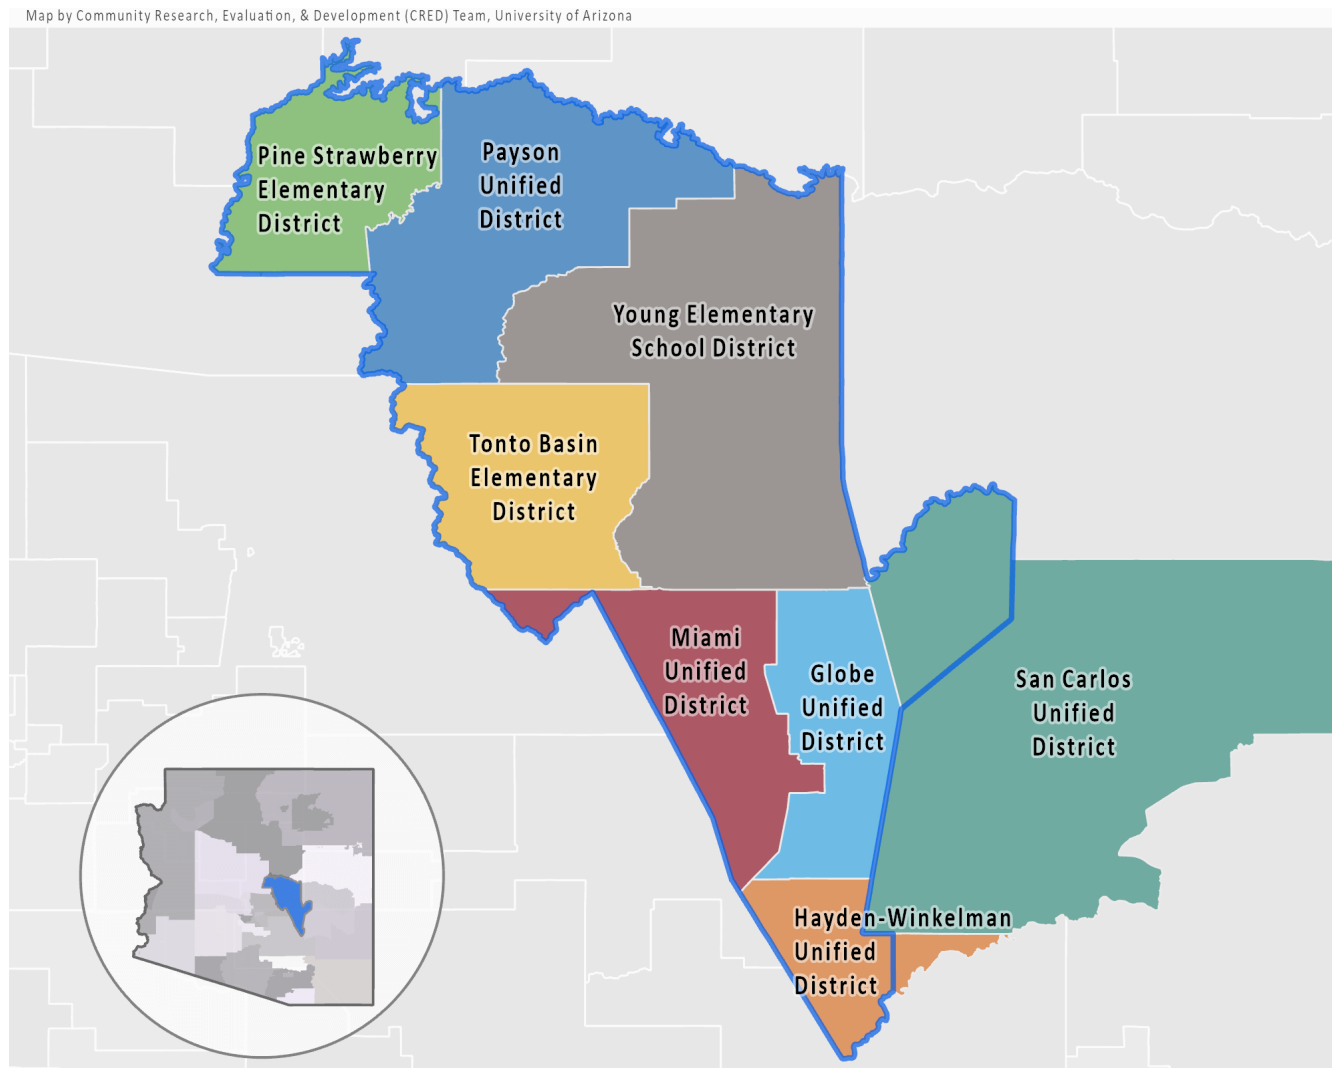 Map by Community Research, Evaluation, & Development (CRED) Team, University of Arizona
Pine Strawberry
Elementary
District
Payson
Unified
District
Young Elementary
School District
Tonto Basin
Elementary
District
Miami
Unified
District
Globe
Unified
District
San Carlos
Unified
District
Hayden-Winkelman
Unified
District